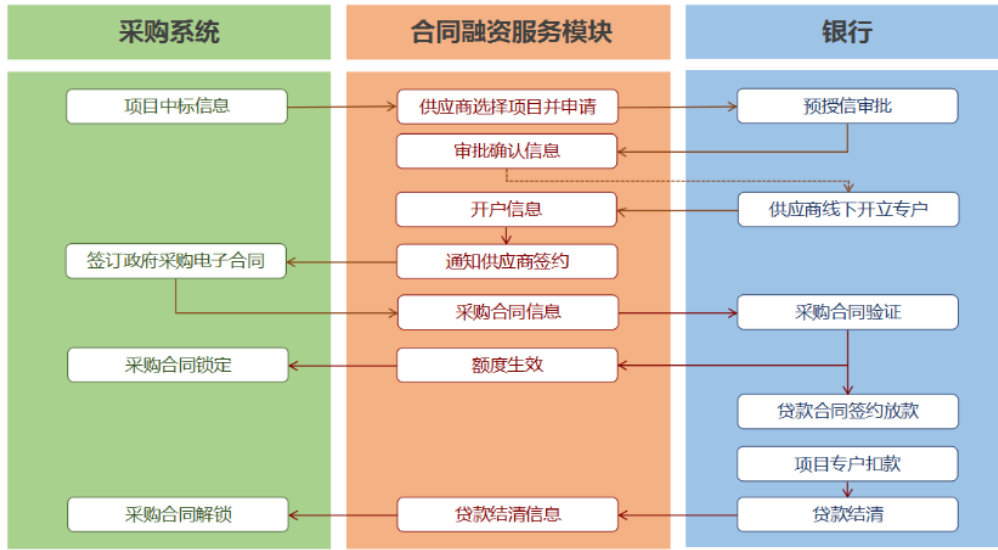 采购系统
合同融资服务模块
银行
项目中标信息
供应商选择项目并申请
预授信审批
审批确认信息
开户信息
供应商线下开立专户
签订政府采购电子合同
通知供应商签约
采购合同信息
采购合同验证
采购合同锁定
额度生效
贷款合同签约放款
项目专户扣款
采购合同解锁
贷款结清信息
贷款结清